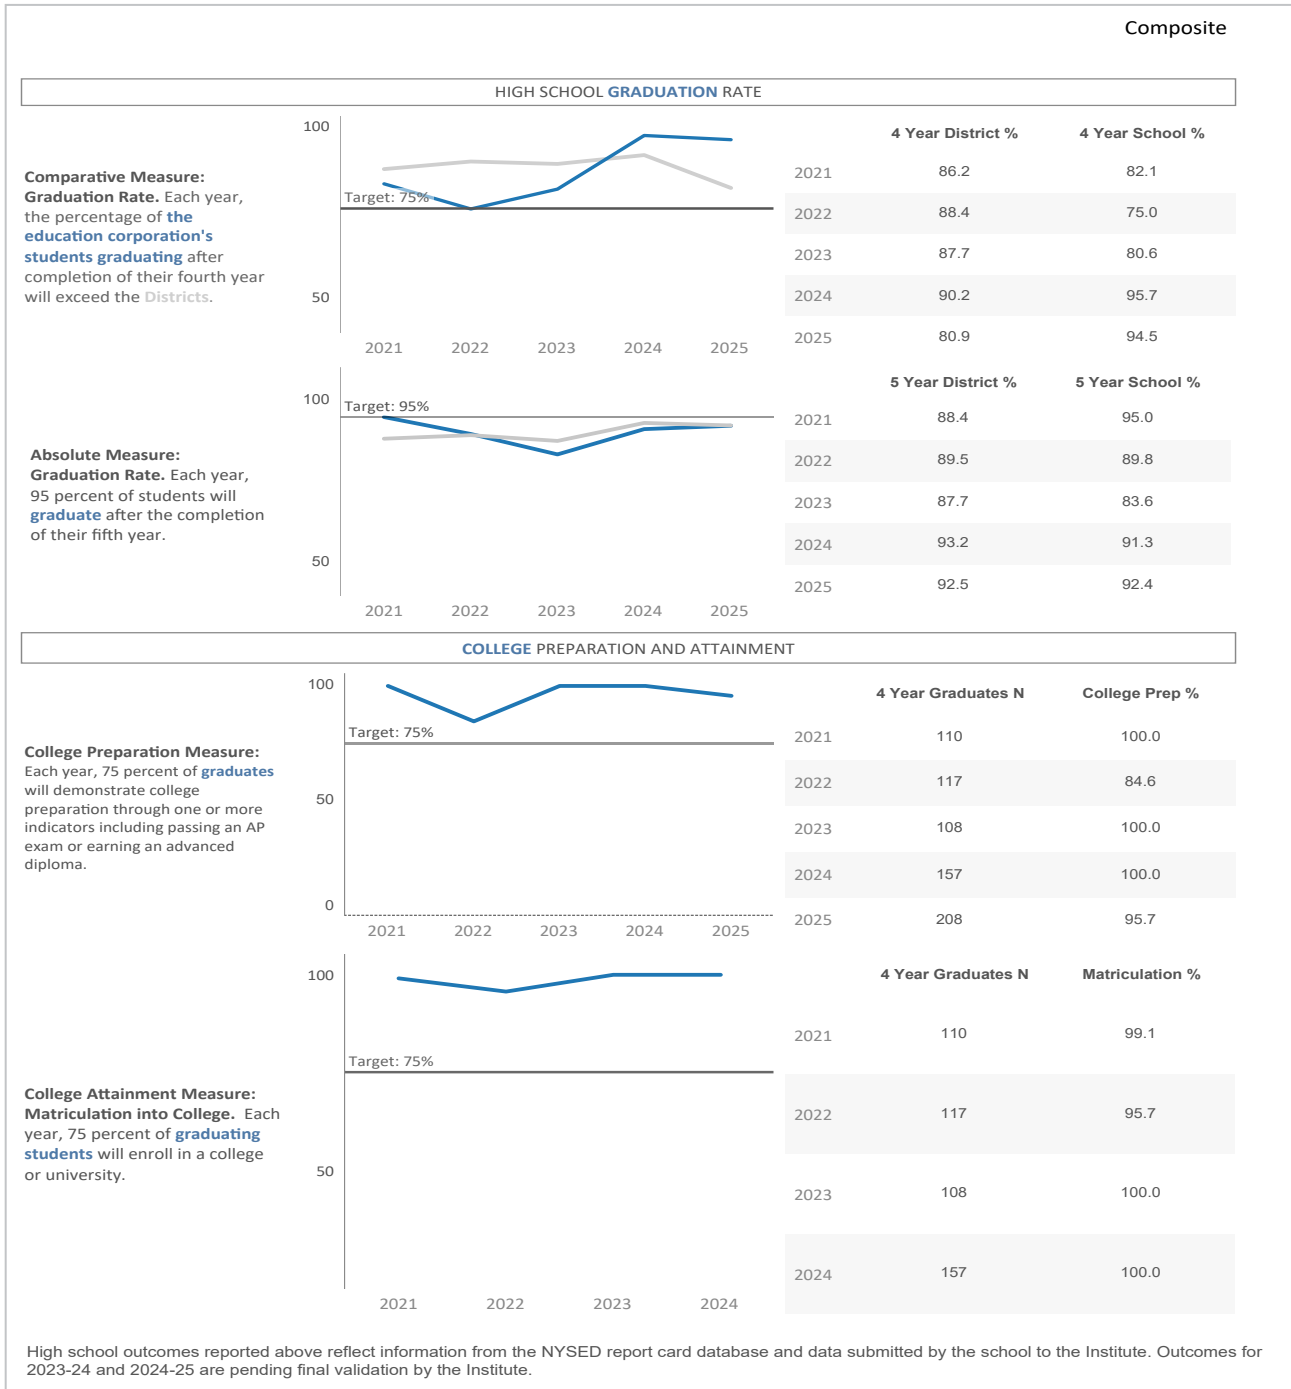 Composite
HIGH SCHOOL GRADUATION RATE
Comparative Measure:
Graduation Rate. Each year,
the percentage of the
education corporation's
students graduating after
completion of their fourth year
will exceed the Districts.
100
Target: 75%
50
2021 2022 2023 2024 2025
4 Year District % 4 Year School %
2021 86.2 82.1
2022 88.4 75.0
2023 87.7 80.6
2024 90.2 95.7
2025 80.9 94.5
Absolute Measure:
Graduation Rate. Each year,
95 percent of students will
graduate after the completion
of their fifth year.
100
Target: 95%
50
2021 2022 2023 2024 2025
5 Year District % 5 Year School %
2021 88.4 95.0
2022 89.5 89.8
2023 87.7 83.6
2024 93.2 91.3
2025 92.5 92.4
COLLEGE PREPARATION AND ATTAINMENT
College Preparation Measure:
Each year, 75 percent of graduates
will demonstrate college
preparation through one or more
indicators including passing an AP
exam or earning an advanced
diploma.
100
Target: 75%
50
0
2021 2022 2023 2024 2025
4 Year Graduates N College Prep %
2021 110 100.0
2022 117 84.6
2023 108 100.0
2024 157 100.0
2025 208 95.7
College Attainment Measure:
Matriculation into College. Each
year, 75 percent of graduating
students will enroll in a college
or university.
100
Target: 75%
50
2021 2022 2023 2024
4 Year Graduates N Matriculation %
2021 110 99.1
2022 117 95.7
2023 108 100.0
2024 157 100.0
High school outcomes reported above reflect information from the NYSED report card database and data submitted by the school to the Institute. Outcomes for
2023-24 and 2024-25 are pending final validation by the Institute.